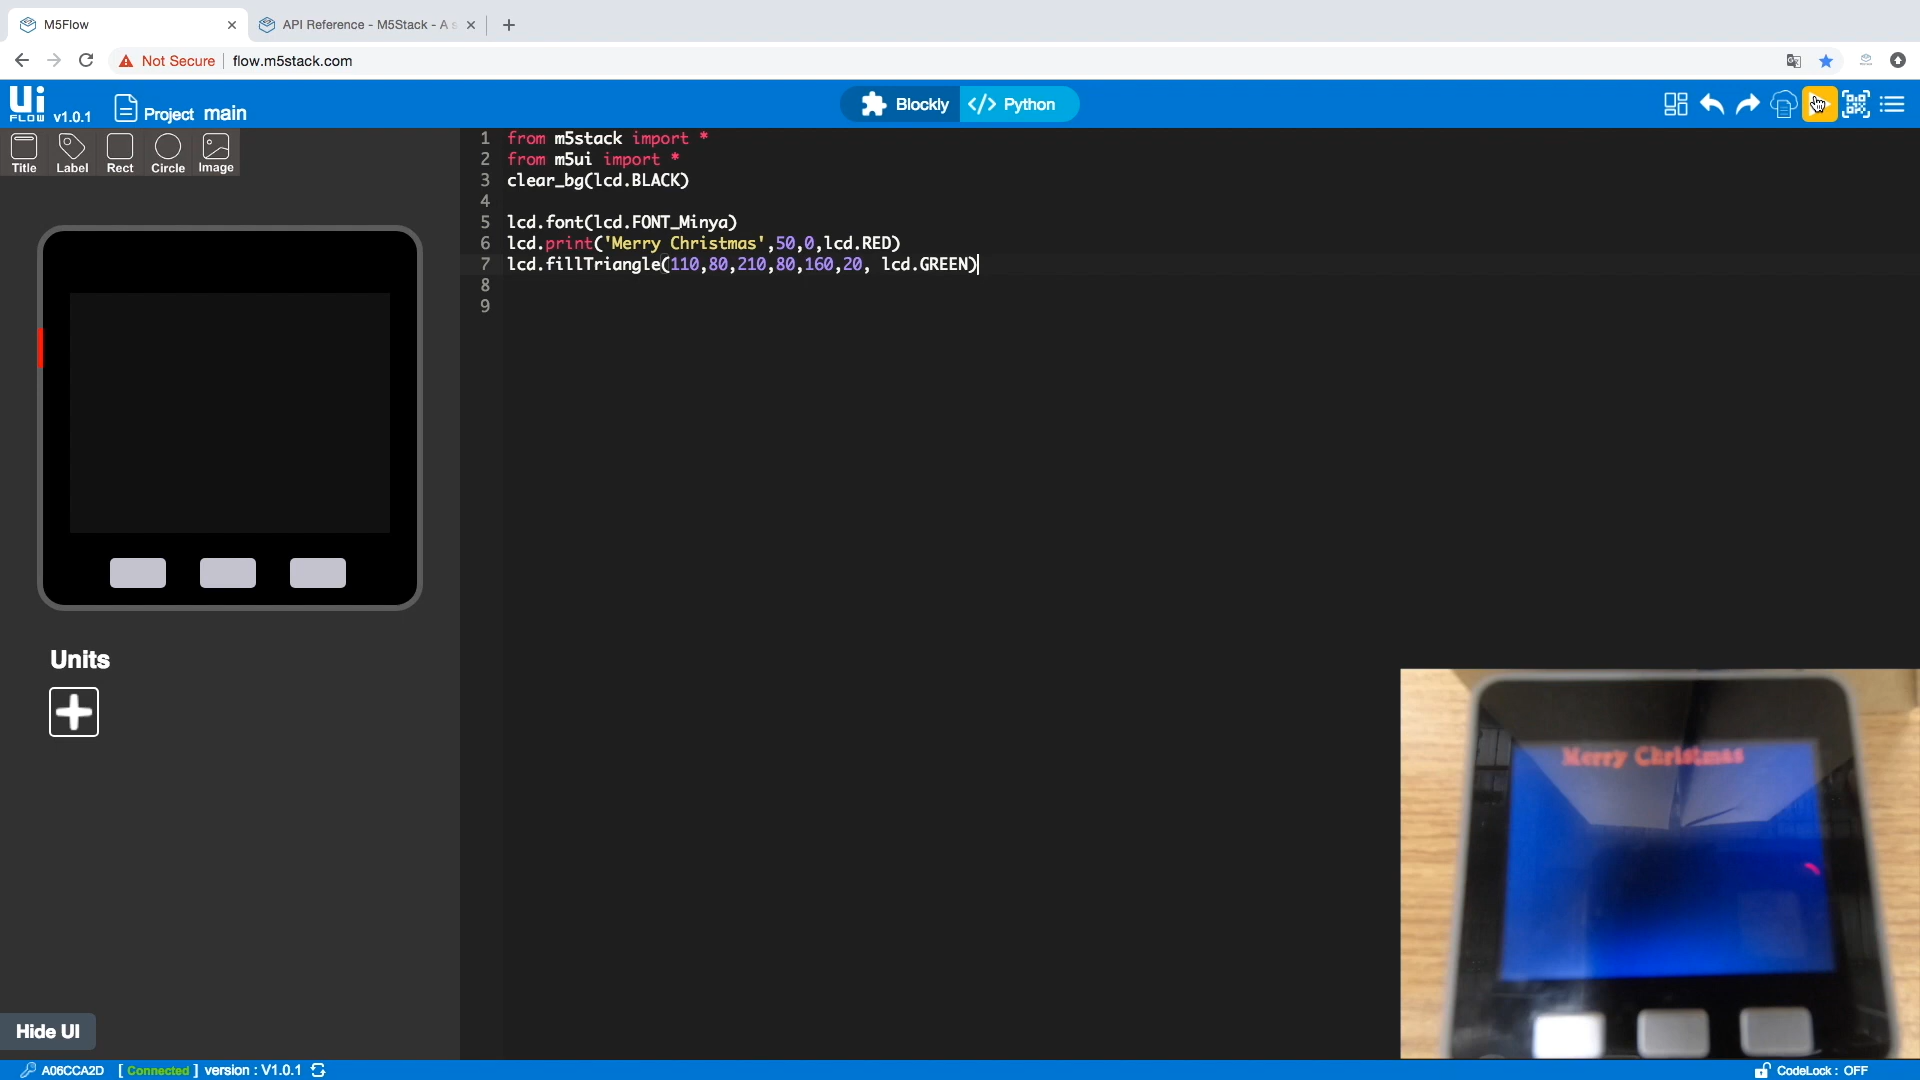 M5Flow
API Reference - M5Stack - A s
Not Secure
flow.m5stack.com
Ui
FLOW
v1.0.1
Project main
Blockly
</> Python
Title
Label
Rect
Circle
Image
1 from m5stack import *
2 from m5ui import *
3 clear_bg(lcd.BLACK)
4
5 lcd.font(lcd.FONT_Minya)
6 lcd.print('Merry Christmas',50,0,lcd.RED)
7 lcd.fillTriangle(110,80,210,80,160,20, lcd.GREEN)
8
9
Units
Merry Christmas
Hide UI
A06CCA2D [ Connected ] version : V1.0.1
CodeLock : OFF